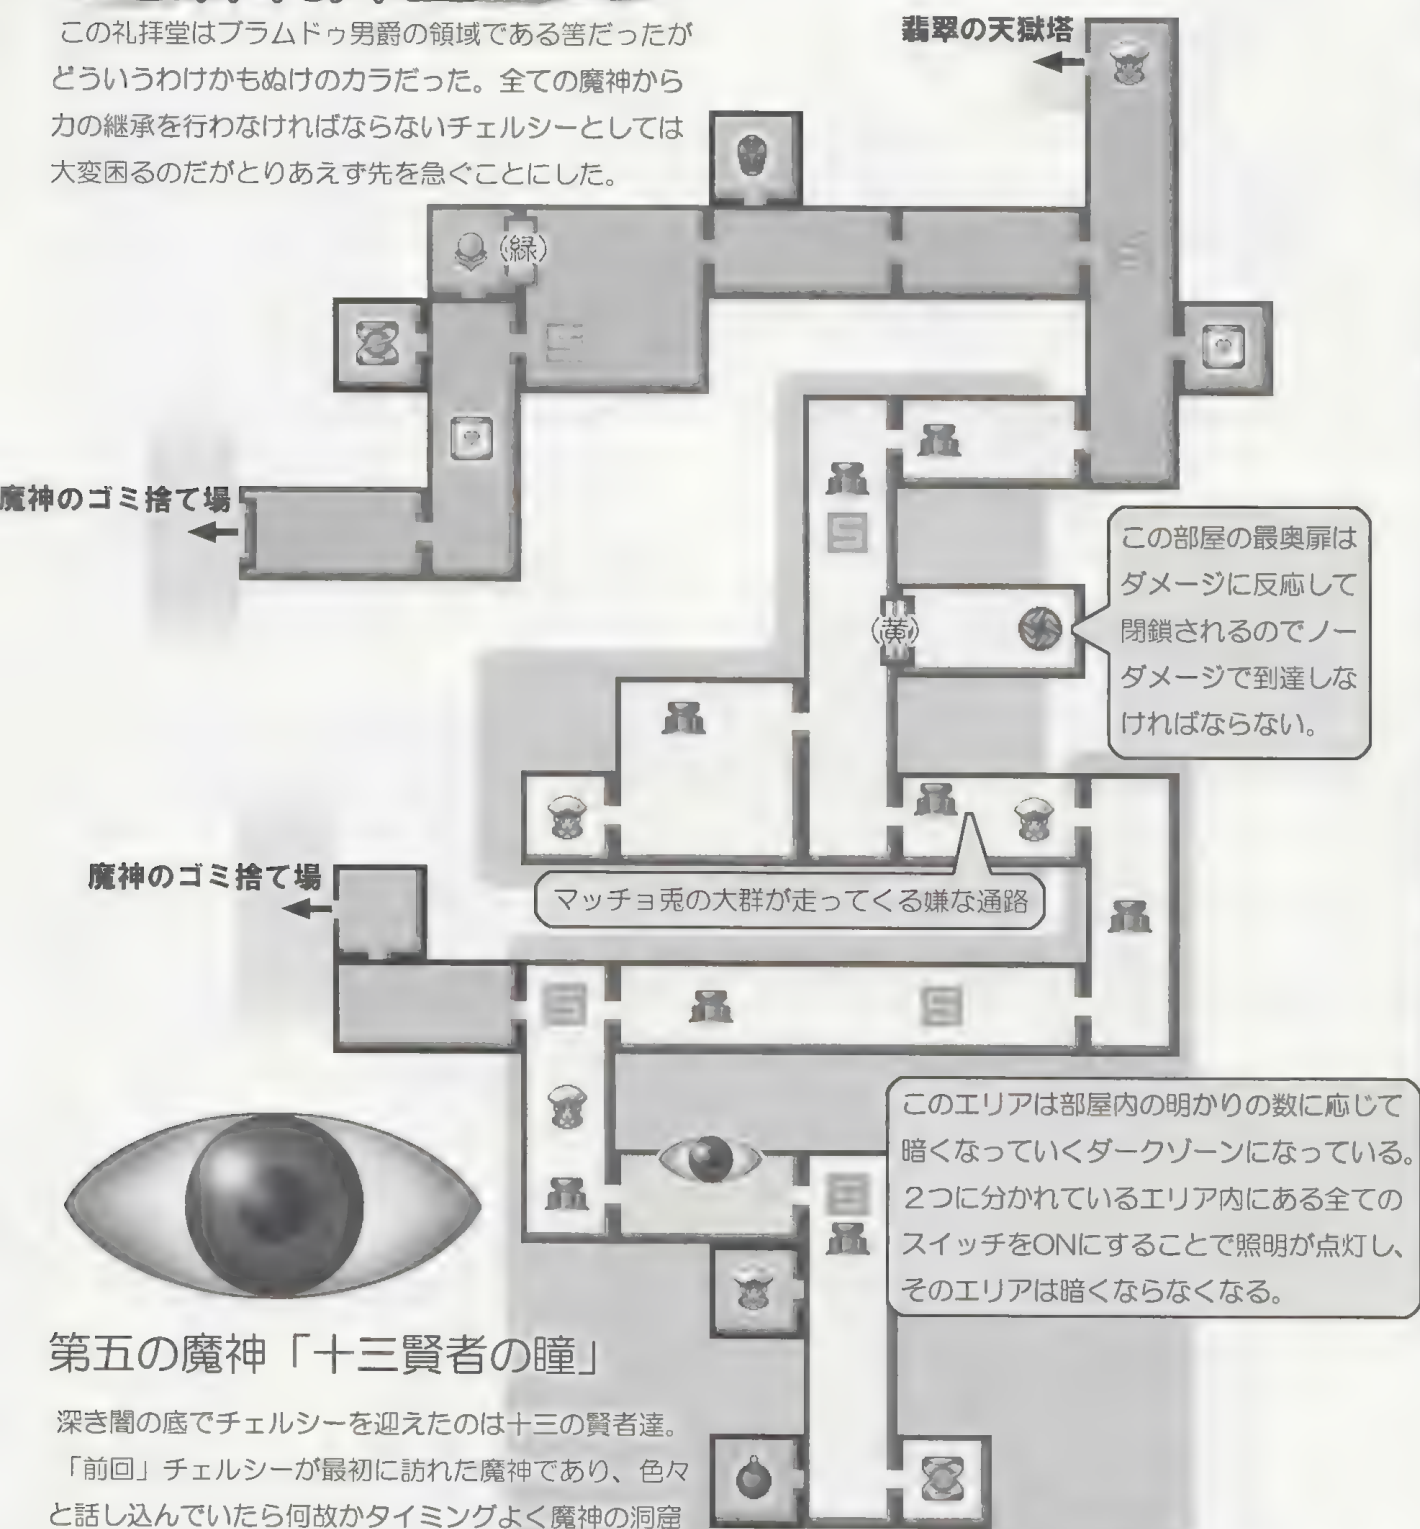 この礼拝堂はブラムドゥ男爵の領域である筈だったが
どういうわけかもぬけのカラだった。全ての魔神から
力の継承を行わなければならないチェルシーとしては
大変困るのだがとりあえず先を急ぐことにした。
翡翠の天獄塔
(緑)
S
S
魔神のゴミ捨て場
S
(黄)
この部屋の最奥扉は
ダメージに反応して
閉鎖されるのでノー
ダメージで到達しな
ければならない。
マッチョ兎の大群が走ってくる嫌な通路
魔神のゴミ捨て場
S
S
このエリアは部屋内の明かりの数に応じて
暗くなっていくダークゾーンになっている。
２つに分かれているエリア内にある全ての
スイッチをONにすることで照明が点灯し、
そのエリアは暗くならなくなる。
第五の魔神「十三賢者の瞳」
深き闇の底でチェルシーを迎えたのは十三の賢者達。
「前回」チェルシーが最初に訪れた魔神であり、色々
と話し込んでいたら何故かタイミングよく魔神の洞窟